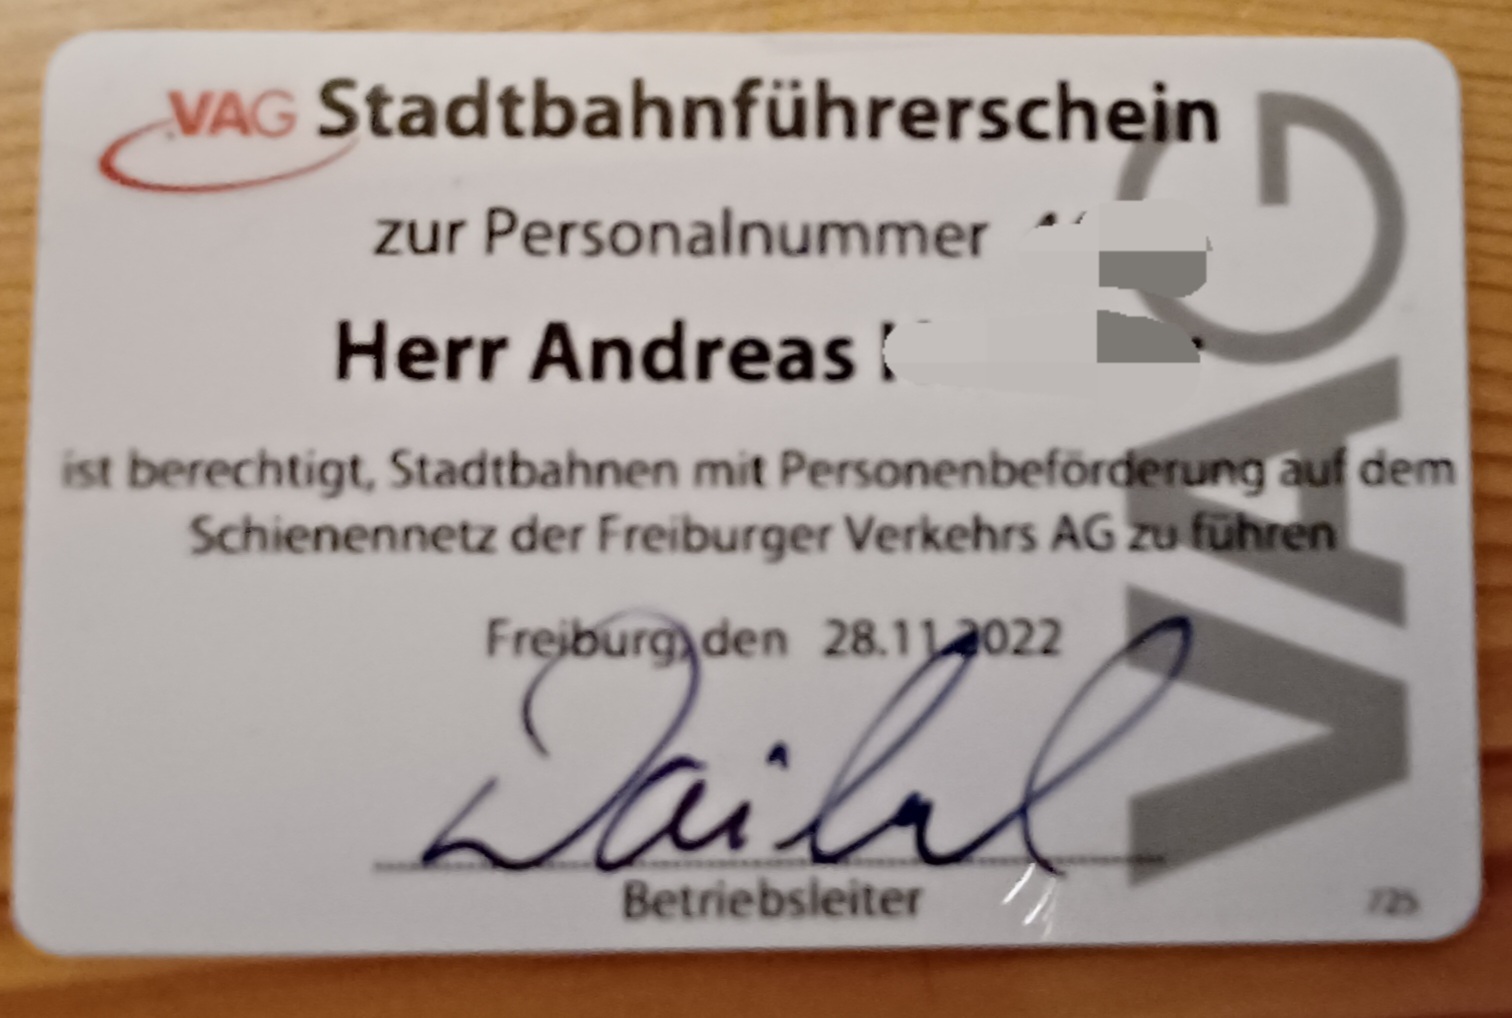 VAG Stadtbahnführerschein
zur Personalnummer
Herr Andreas
ist berechtigt, Stadtbahnen mit Personenbeförderung auf dem
Schienennetz der Freiburger Verkehrs AG zu führen
Freiburg, den 28.11.2022
Betriebsleiter
725
VAG